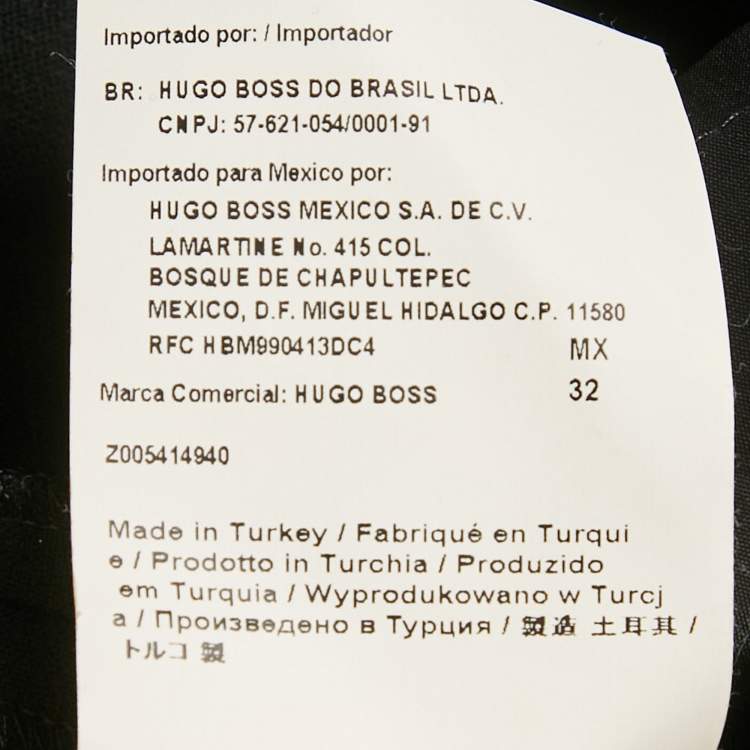 Importado por: / Importador
BR: HUGO BOSS DO BRASIL LTDA.
CNPJ: 57-621-054/0001-91
Importado para Mexico por:
HUGO BOSS MEXICO S.A. DE C.V.
LAMARTINE No. 415 COL.
BOSQUE DE CHAPULTEPEC
MEXICO, D.F. MIGUEL HIDALGO C.P. 11580
RFC HBM990413DC4 MX
Marca Comercial: HUGO BOSS 32
Z005414940
Made in Turkey / Fabriqué en Turqui
e / Prodotto in Turchia / Produzido
em Turquia / Wyprodukowano w Turcj
a / Произведено в Турция / 製造 土耳其 /
トルコ 製